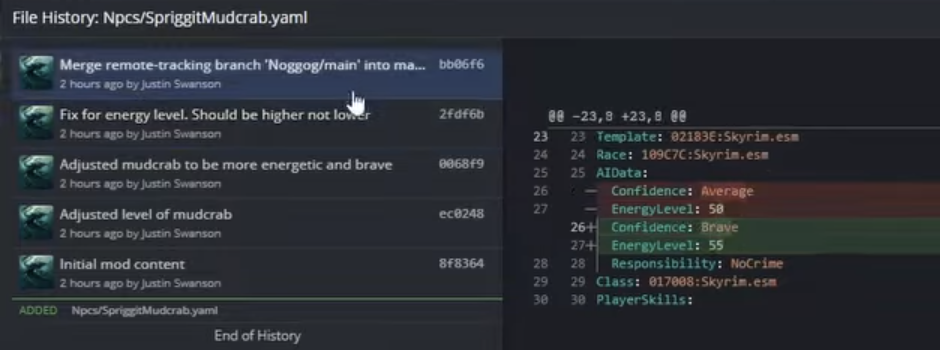 File History: Npcs/SpriggitMudcrab.yaml
Merge remote-tracking branch 'Noggog/main' into ma... bb06f6
2 hours ago by Justin Swanson
Fix for energy level. Should be higher not lower 2fdf6b
2 hours ago by Justin Swanson
Adjusted mudcrab to be more energetic and brave 0068f9
2 hours ago by Justin Swanson
Adjusted level of mudcrab ec0248
2 hours ago by Justin Swanson
Initial mod content 8f8364
2 hours ago by Justin Swanson
ADDED Npcs/SpriggitMudcrab.yaml
End of History
@@ -23,8 +23,8 @@
23 23 Template: 02183E:Skyrim.esm
24 24 Race: 109C7C:Skyrim.esm
25 25 AIData:
26 — Confidence: Average
27 — EnergyLevel: 50
26+ Confidence: Brave
27+ EnergyLevel: 55
28 28 Responsibility: NoCrime
29 29 Class: 017008:Skyrim.esm
30 30 PlayerSkills: